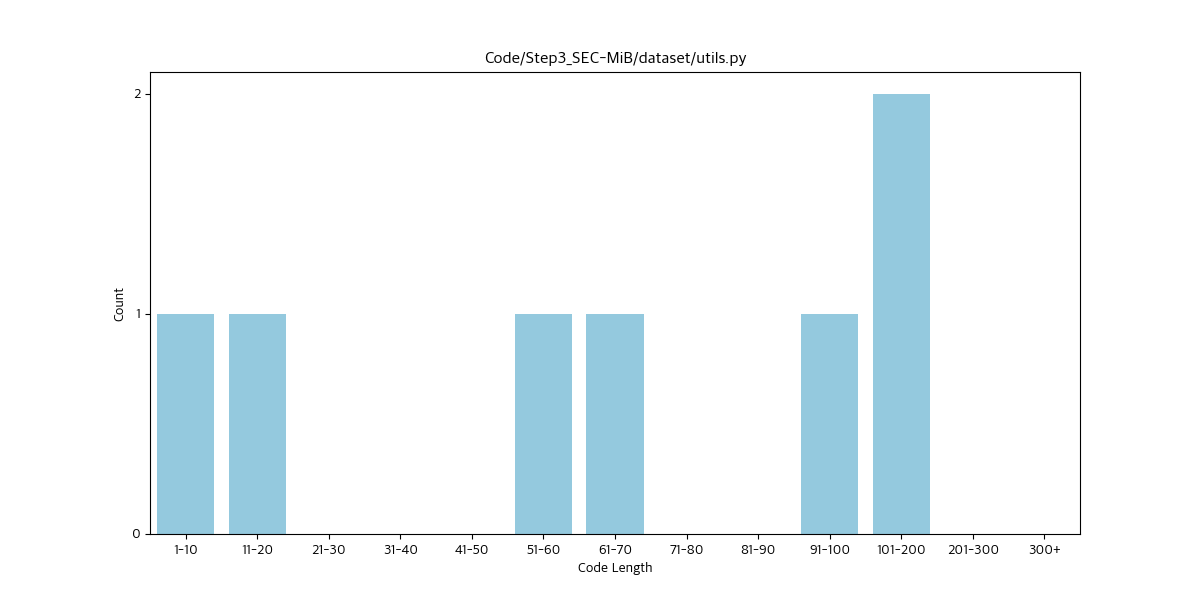 Code/Step3_SEC-MiB/dataset/utils.py
Count
2
1
0
1-10 11-20 21-30 31-40 41-50 51-60 61-70 71-80 81-90 91-100 101-200 201-300 300+
Code Length